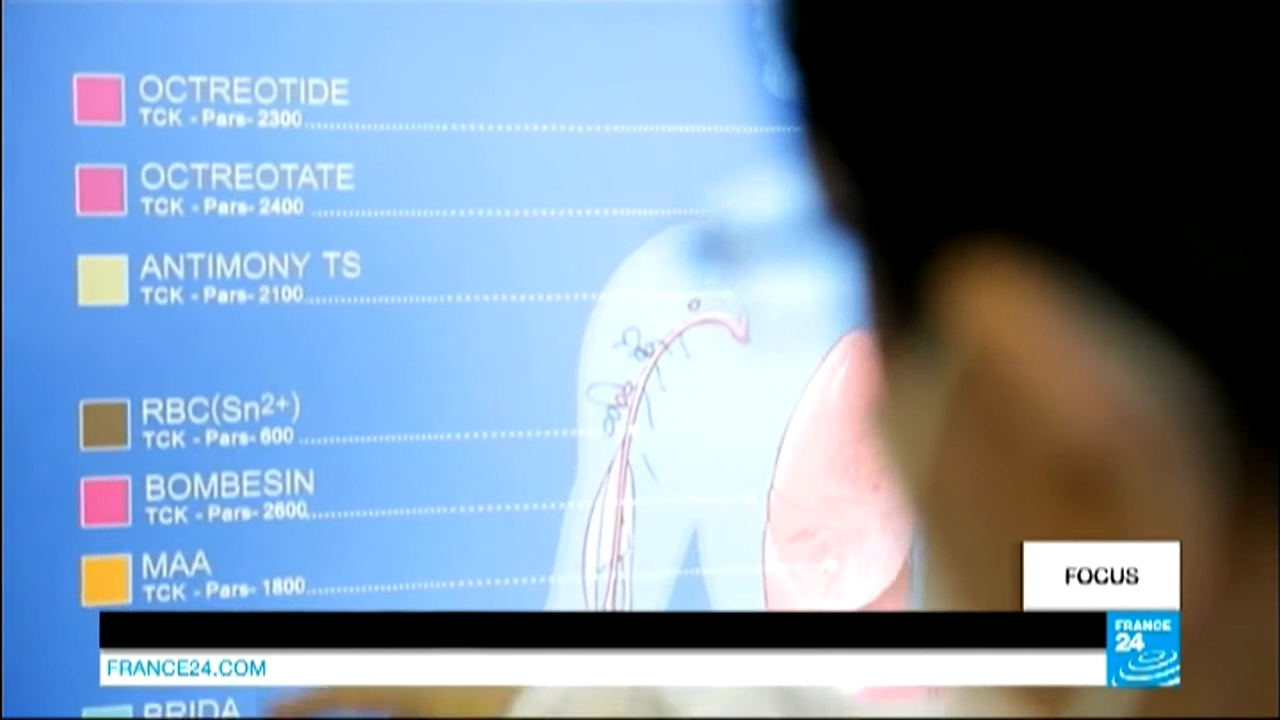 OCTREOTIDE
TCK - Pars- 2300
OCTREOTATE
TCK - Pars- 2400
ANTIMONY TS
TCK - Pars- 2100
RBC(Sn2+)
TCK - Pars- 600
BOMBESIN
TCK - Pars- 2600
MAA
TCK - Pars- 1800
FOCUS
FRANCE
24
FRANCE24.COM
BRIDA